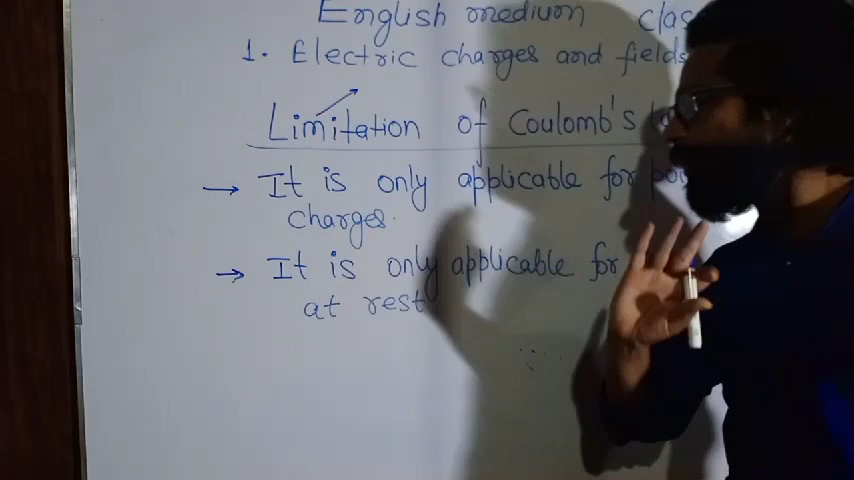 English medium
1. Electric charges and fields
Limitation of Coulomb's
→ It is only applicable for
charges.
→ It is only applicable for
at rest